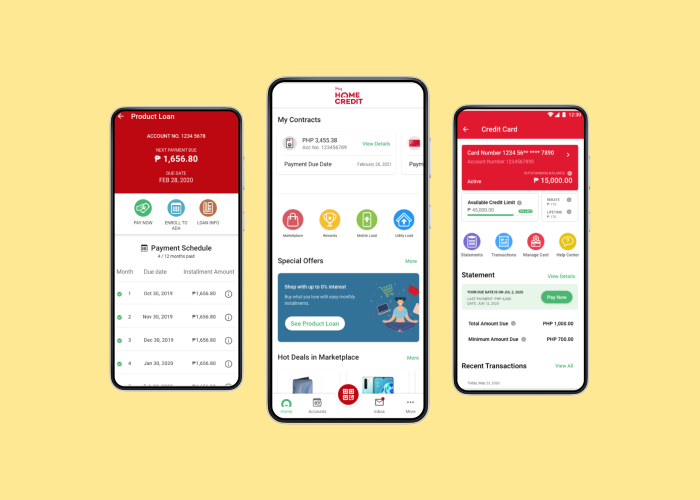 Product Loan
ACCOUNT NO. 1234 5678
NEXT PAYMENT DUE
₱ 1,656.80
DUE DATE
FEB 28, 2020
PAY NOW
ENROLL TO ADA
LOAN INFO
Payment Schedule
4 / 12 months paid
Month Due date Installment Amount
1 Oct 30, 2019 ₱1,656.80
2 Nov 30, 2019 ₱1,656.80
3 Dec 30, 2019 ₱1,656.80
4 Jan 30, 2020 ₱1,656.80
My
HOME
CREDIT
My Contracts
PHP 3,455.38
Acc No. 123456789
View Details
Payment Due Date
February 28, 2021
Paym
Marketplace
Rewards
Mobile Load
Utility Load
Special Offers
More
Shop with up to 0% interest
Buy what you love with easy monthly
installments.
See Product Loan
Hot Deals in Marketplace
More
Home
Accounts
Inbox
More
12:30
Credit Card
Card Number 1234 56** **** 7890
Account Number 1234567890
OUTSTANDING BALANCE
Active
₱ 15,000.00
Available Credit Limit
₱ 45,000.00
REBATE
LIFETIME
Statements
Transactions
Manage Card
Help Center
Statement
View Details
YOUR DUE DATE IS ON JUL 2, 2020
Pay Now
Total Amount Due
PHP 1,000.00
Minimum Amount Due
PHP 700.00
Recent Transactions
View All
Today, May 23, 2020